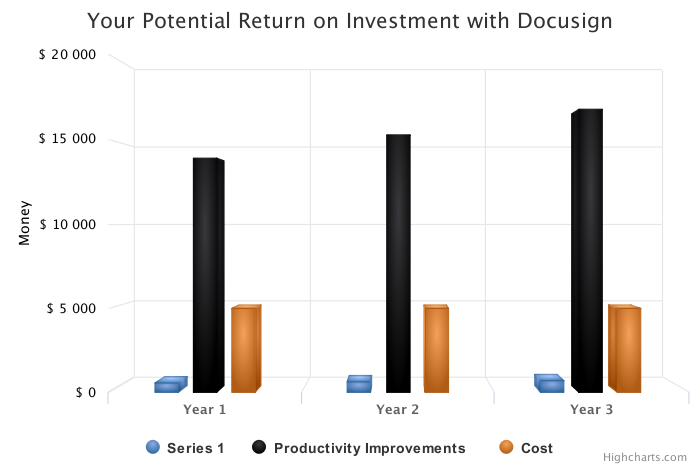 Your Potential Return on Investment with Docusign
$ 20 000
$ 15 000
$ 10 000
$ 5 000
$ 0
Money
Year 1
Year 2
Year 3
Series 1
Productivity Improvements
Cost
Highcharts.com